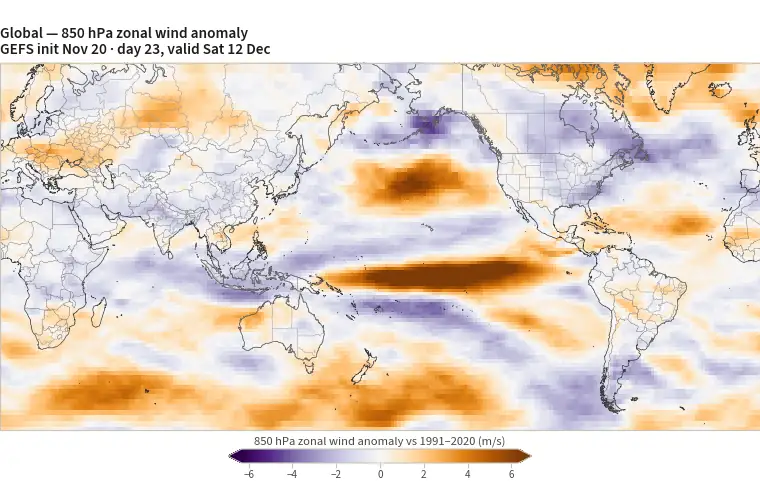 Global — 850 hPa zonal wind anomaly
GEFS init Nov 20 · day 23, valid Sat 12 Dec
850 hPa zonal wind anomaly vs 1991–2020 (m/s)
−6 −4 −2 0 2 4 6